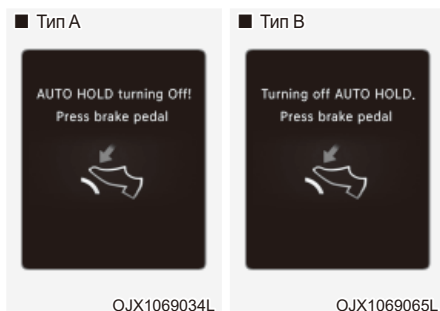 ■ Тип A
AUTO HOLD turning Off!
Press brake pedal
OJX1069034L
■ Тип B
Turning off AUTO HOLD.
Press brake pedal
OJX1069065L